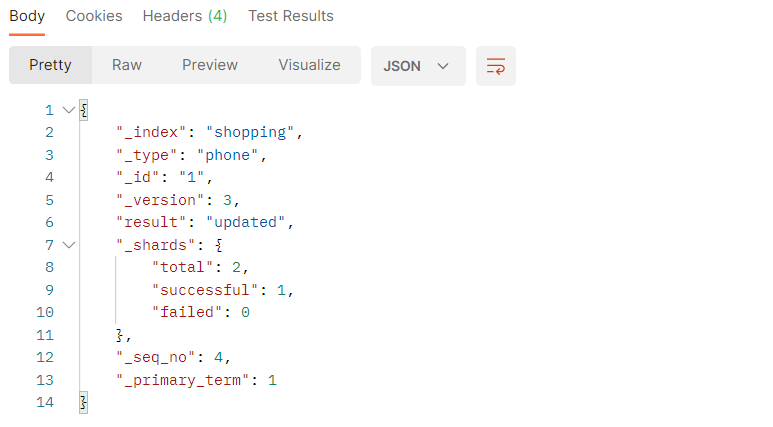 Body Cookies Headers (4) Test Results
Pretty Raw Preview Visualize JSON
1 {
2 "_index": "shopping",
3 "_type": "phone",
4 "_id": "1",
5 "_version": 3,
6 "result": "updated",
7 "_shards": {
8 "total": 2,
9 "successful": 1,
10 "failed": 0
11 },
12 "_seq_no": 4,
13 "_primary_term": 1
14 }